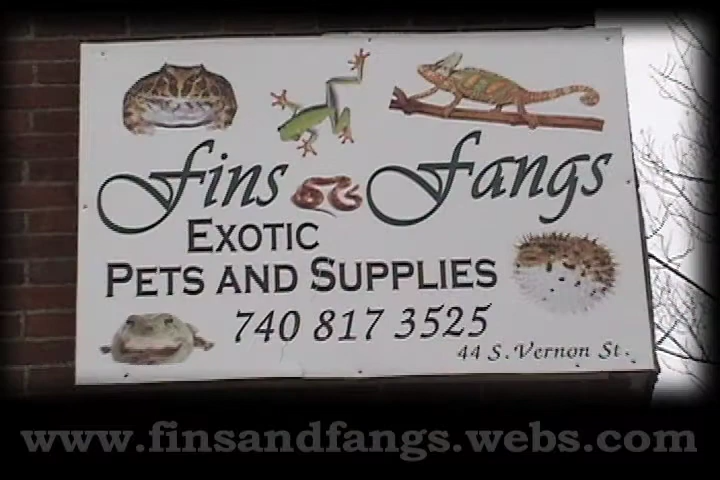 Fins Fangs
Exotic
Pets and Supplies
740 817 3525
44 S. Vernon St.
www.finsandfangs.webs.com